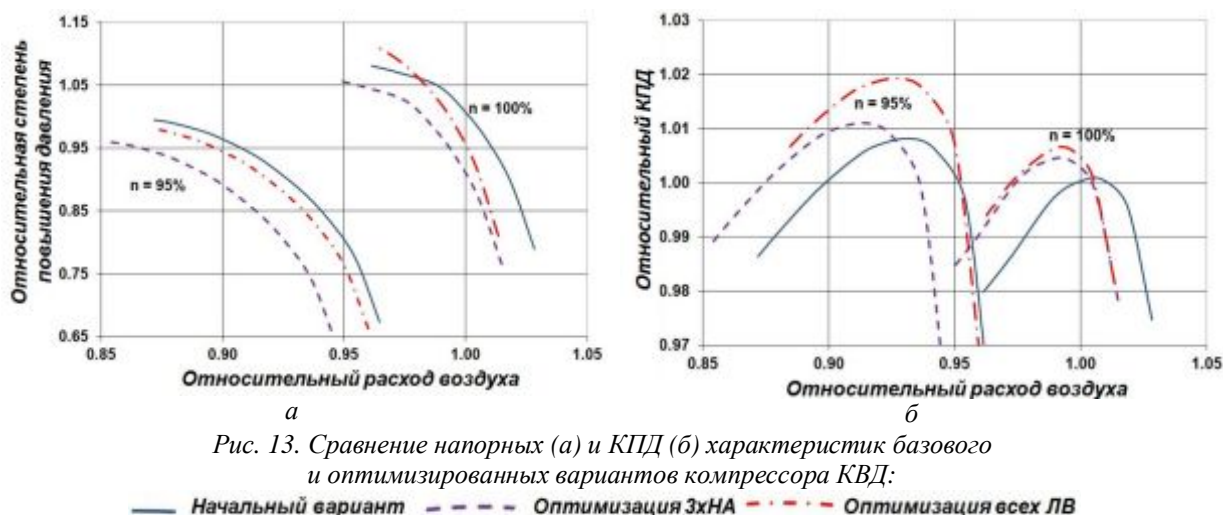 Относительная степень
повышения давления
1.15
1.05
0.95
0.85
0.75
0.65
n = 100%
n = 95%
0.85 0.90 0.95 1.00 1.05
Относительный расход воздуха
а
Относительный КПД
1.03
1.02
1.01
1.00
0.99
0.98
0.97
n = 95%
n = 100%
0.85 0.90 0.95 1.00 1.05
Относительный расход воздуха
б
Рис. 13. Сравнение напорных (а) и КПД (б) характеристик базового
и оптимизированных вариантов компрессора КВД:
Начальный вариант Оптимизация 3хНА Оптимизация всех ЛВ